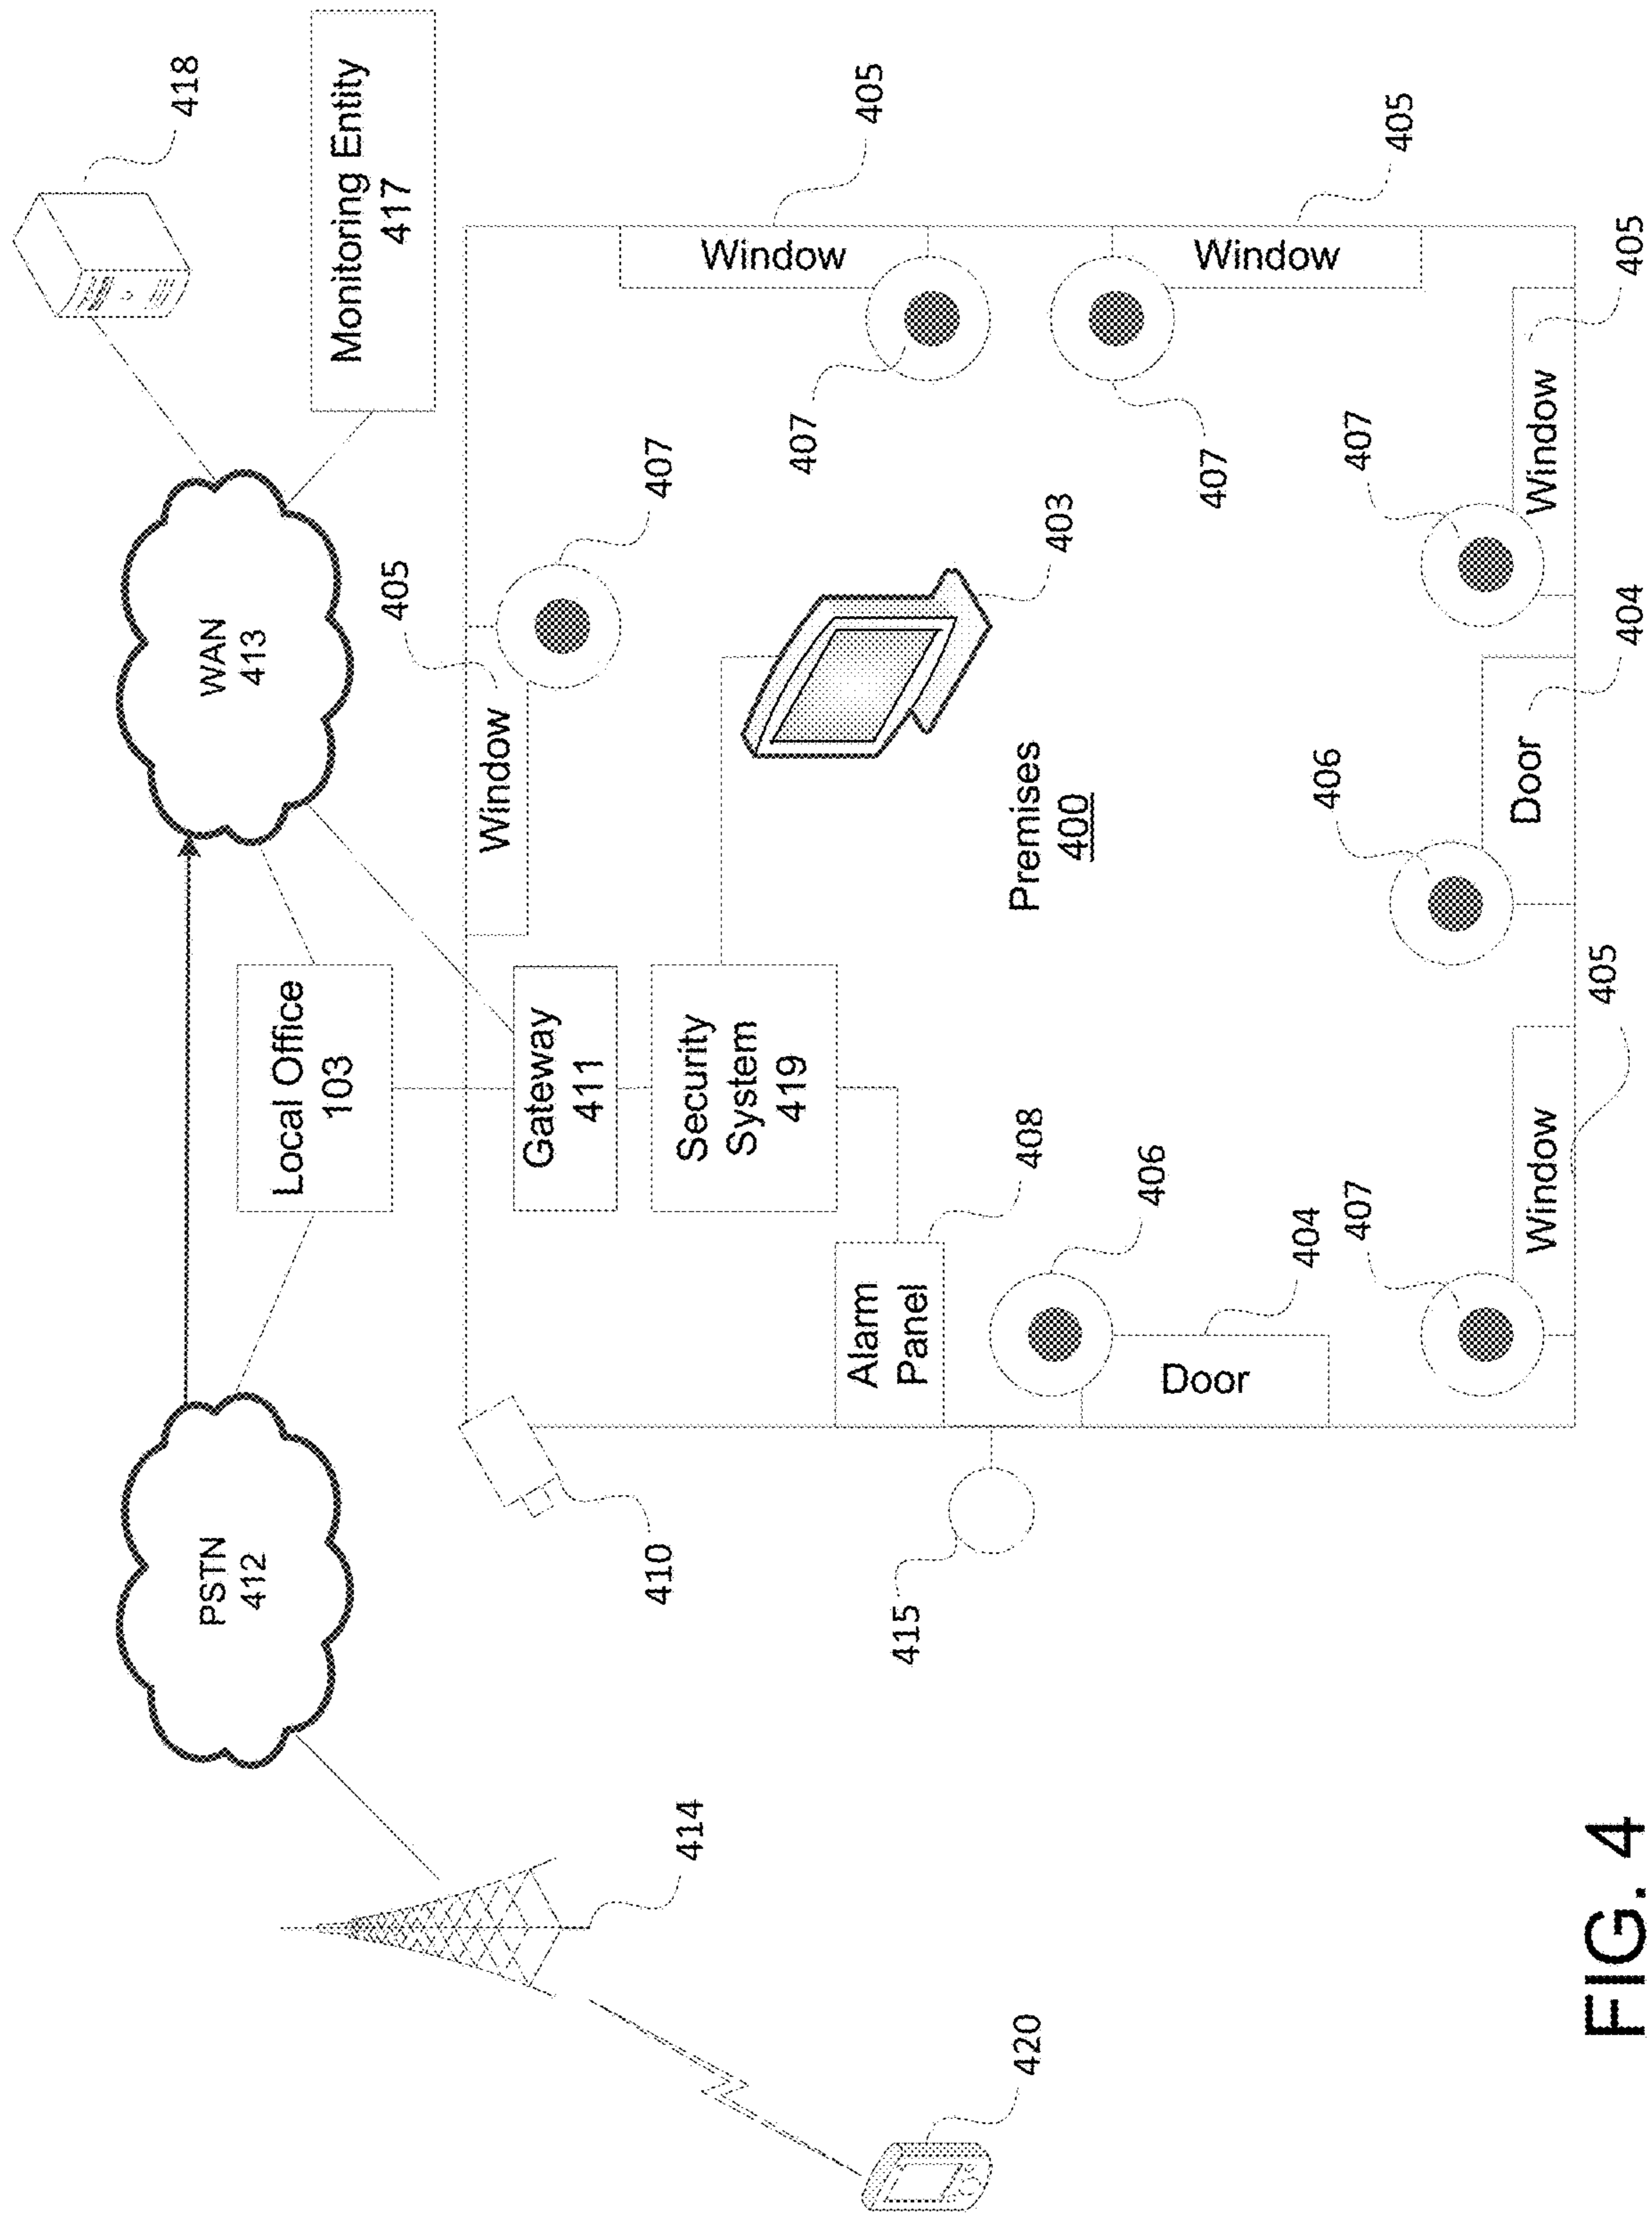 418
PSTN
412
WAN
413
Local Office
103
Monitoring Entity
417
405
Window
Gateway
411
410
407
414
Security
System
419
Window
407
405
Alarm
Panel
415
Premises
400
420
408
403
406
Door
407
Window
404
406
407
407
405
Window
Door
Window
405
404
405
FIG. 4